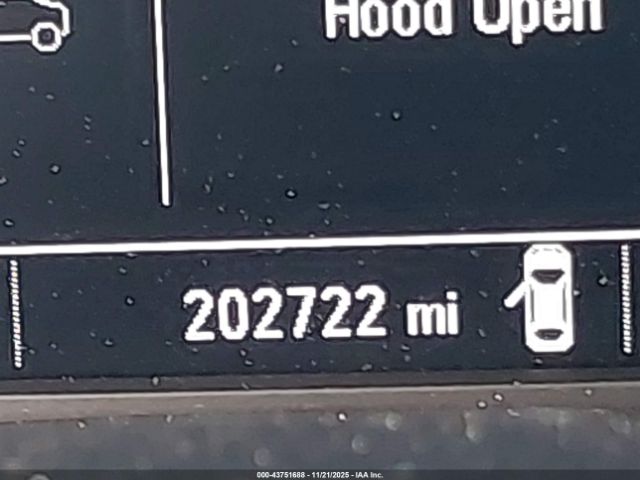 Hood Open
202722 mi
000-43751688 - 11/21/2025 - IAA Inc.